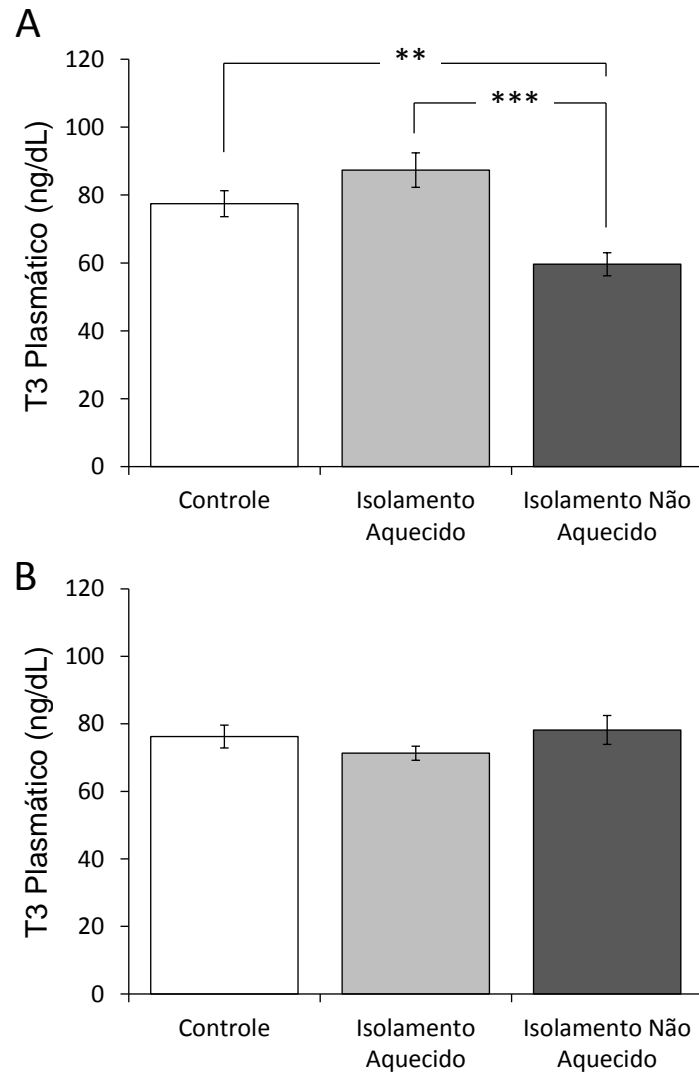 A
T3 Plasmático (ng/dL)
120
100
80
60
40
20
0
**
***
Controle
Isolamento
Aquecido
Isolamento Não
Aquecido
B
T3 Plasmático (ng/dL)
120
100
80
60
40
20
0
Controle
Isolamento
Aquecido
Isolamento Não
Aquecido